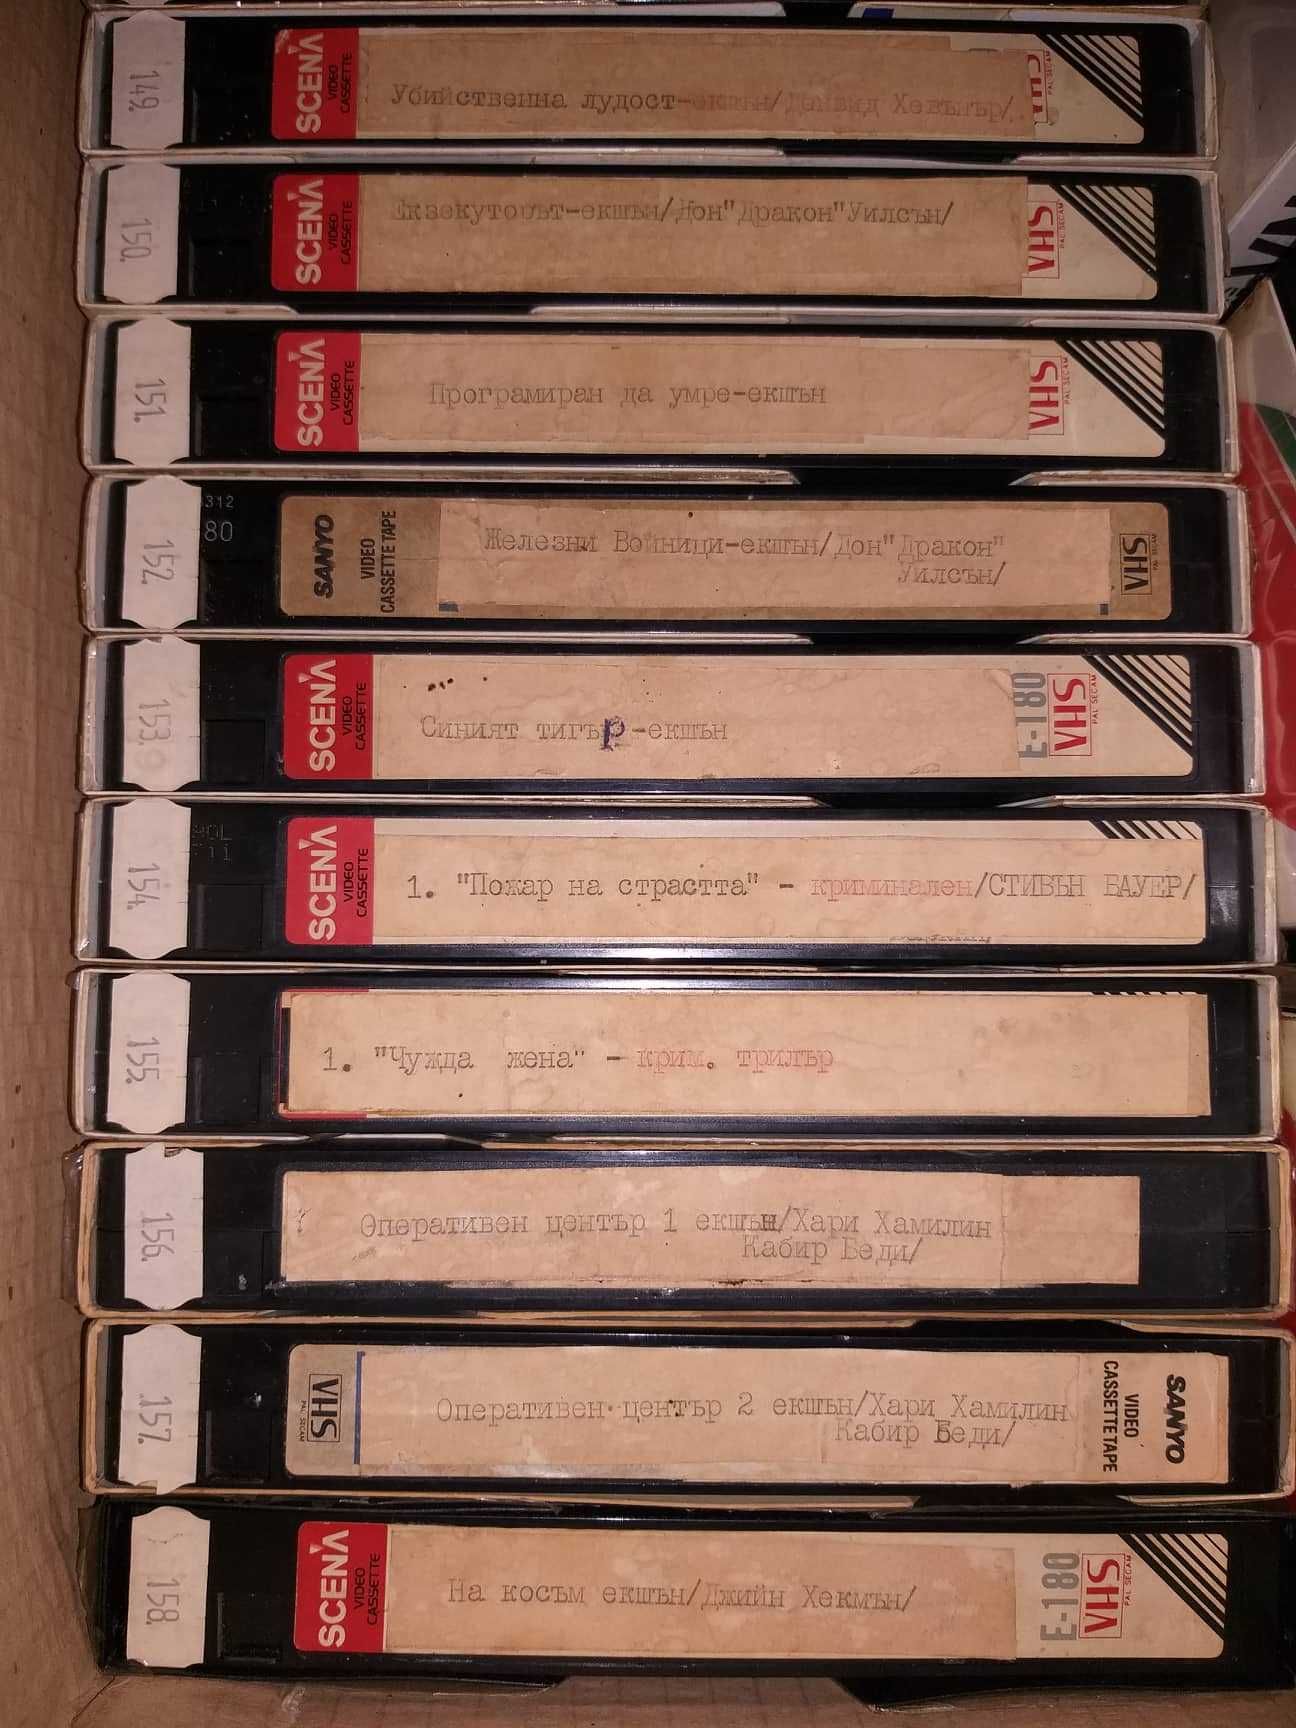 149.
SCENA
VIDEO
CASSETTE
Убийствена лудост-екшън/Дейвид Хевънър/.
VHS
PAL SECAM
150.
SCENA
VIDEO
CASSETTE
Екзекуторът-екшън/Дон"Дракон"Уилсън/
VHS
PAL SECAM
151.
SCENA
VIDEO
CASSETTE
Програмиран да умре-екшън
VHS
PAL SECAM
312
80
152.
SANYO
VIDEO
CASSETTE TAPE
Железни Войници-екшън/Дон"Дракон"
Уилсън/
VHS
PAL SECAM
153.
SCENA
VIDEO
CASSETTE
Синият тигър-екшън
E-180
VHS
PAL SECAM
154.
SCENA
VIDEO
CASSETTE
1. "Пожар на страстта" - криминален/СТИВЪН БАУЕР/
155.
1. "Чужда жена" - крим. трилър
156.
Оперативен център 1 екшън/Хари Хамилин
Кабир Беди/
157.
VHS
PAL SECAM
Оперативен център 2 екшън/Хари Хамилин
Кабир Беди/
VIDEO
CASSETTE TAPE
SANYO
158.
SCENA
VIDEO
CASSETTE
На косъм екшън/Джийн Хекмън/
E-180
VHS
PAL SECAM